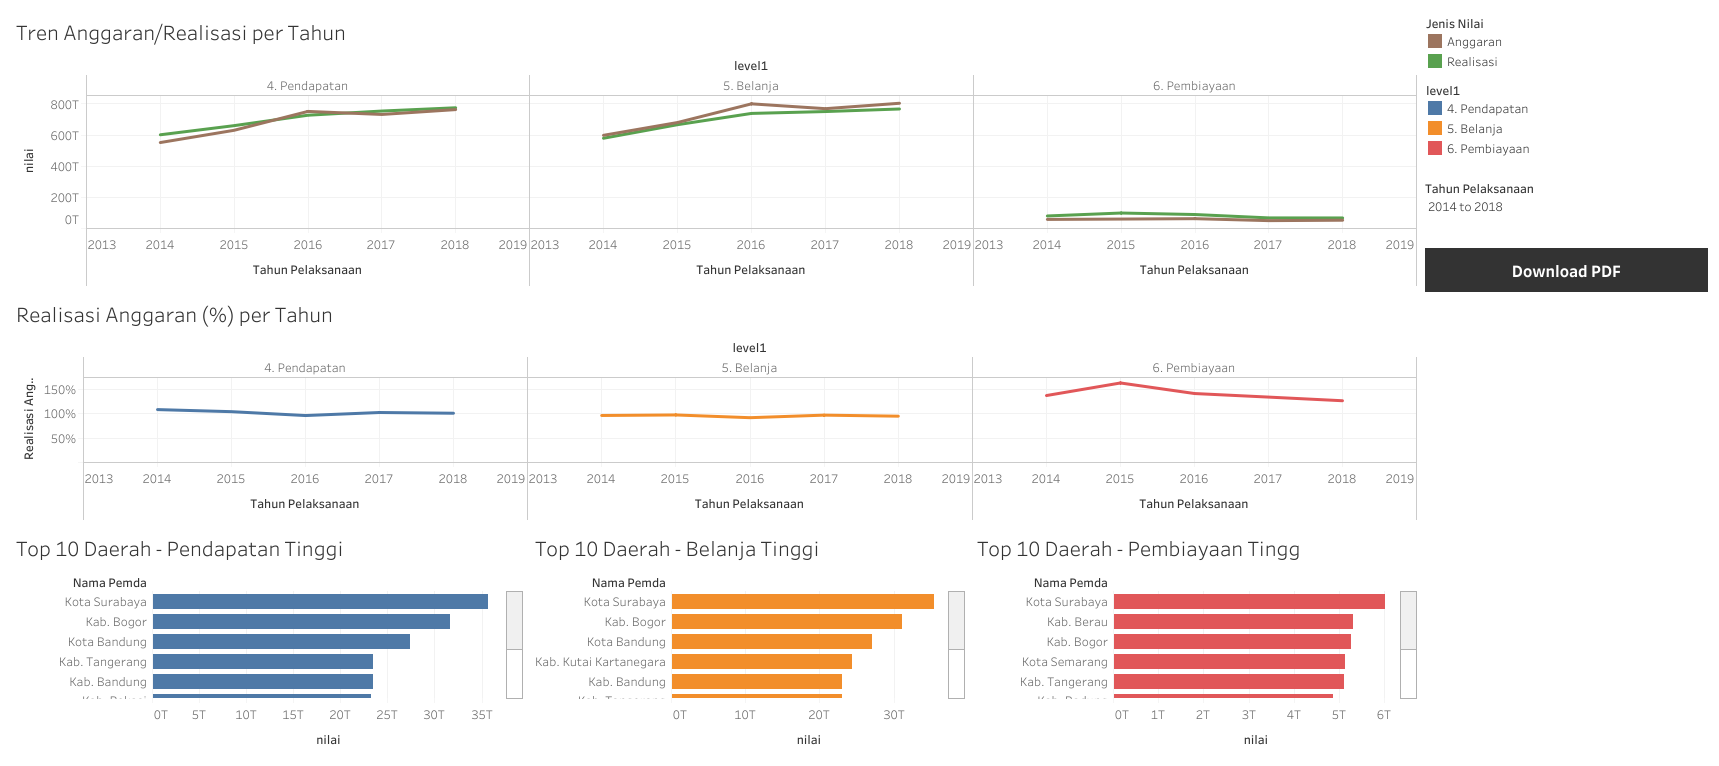 Tren Anggaran/Realisasi per Tahun
level1
4. Pendapatan 5. Belanja 6. Pembiayaan
nilai
800T
600T
400T
200T
0T
2013 2014 2015 2016 2017 2018 2019 2013 2014 2015 2016 2017 2018 2019 2013 2014 2015 2016 2017 2018 2019
Tahun Pelaksanaan Tahun Pelaksanaan Tahun Pelaksanaan
Jenis Nilai
Anggaran
Realisasi
level1
4. Pendapatan
5. Belanja
6. Pembiayaan
Tahun Pelaksanaan
2014 to 2018
Download PDF
Realisasi Anggaran (%) per Tahun
level1
4. Pendapatan 5. Belanja 6. Pembiayaan
Realisasi Ang..
150%
100%
50%
2013 2014 2015 2016 2017 2018 2019 2013 2014 2015 2016 2017 2018 2019 2013 2014 2015 2016 2017 2018 2019
Tahun Pelaksanaan Tahun Pelaksanaan Tahun Pelaksanaan
Top 10 Daerah - Pendapatan Tinggi
Nama Pemda
Kota Surabaya
Kab. Bogor
Kota Bandung
Kab. Tangerang
Kab. Bandung
0T 5T 10T 15T 20T 25T 30T 35T
nilai
Top 10 Daerah - Belanja Tinggi
Nama Pemda
Kota Surabaya
Kab. Bogor
Kota Bandung
Kab. Kutai Kartanegara
Kab. Bandung
0T 10T 20T 30T
nilai
Top 10 Daerah - Pembiayaan Tingg
Nama Pemda
Kota Surabaya
Kab. Berau
Kab. Bogor
Kota Semarang
Kab. Tangerang
0T 1T 2T 3T 4T 5T 6T
nilai